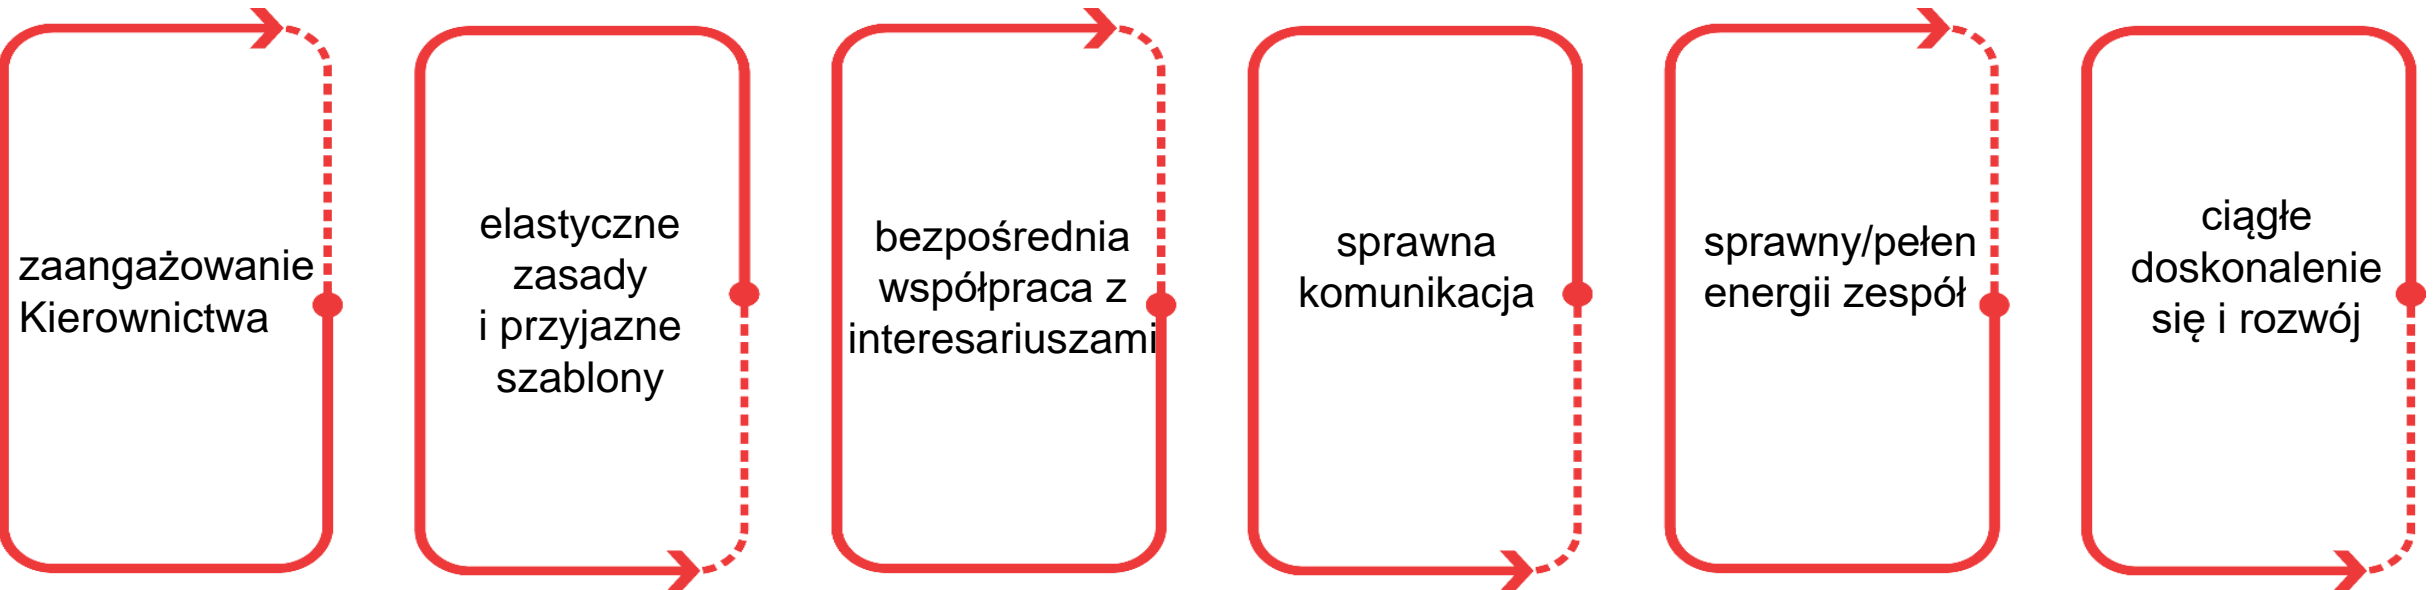 zaangażowanie
Kierownictwa
elastyczne
zasady
i przyjazne
szablony
bezpośrednia
współpraca z
interesariuszami
sprawna
komunikacja
sprawny/pełen
energii zespół
ciągłe
doskonalenie
się i rozwój